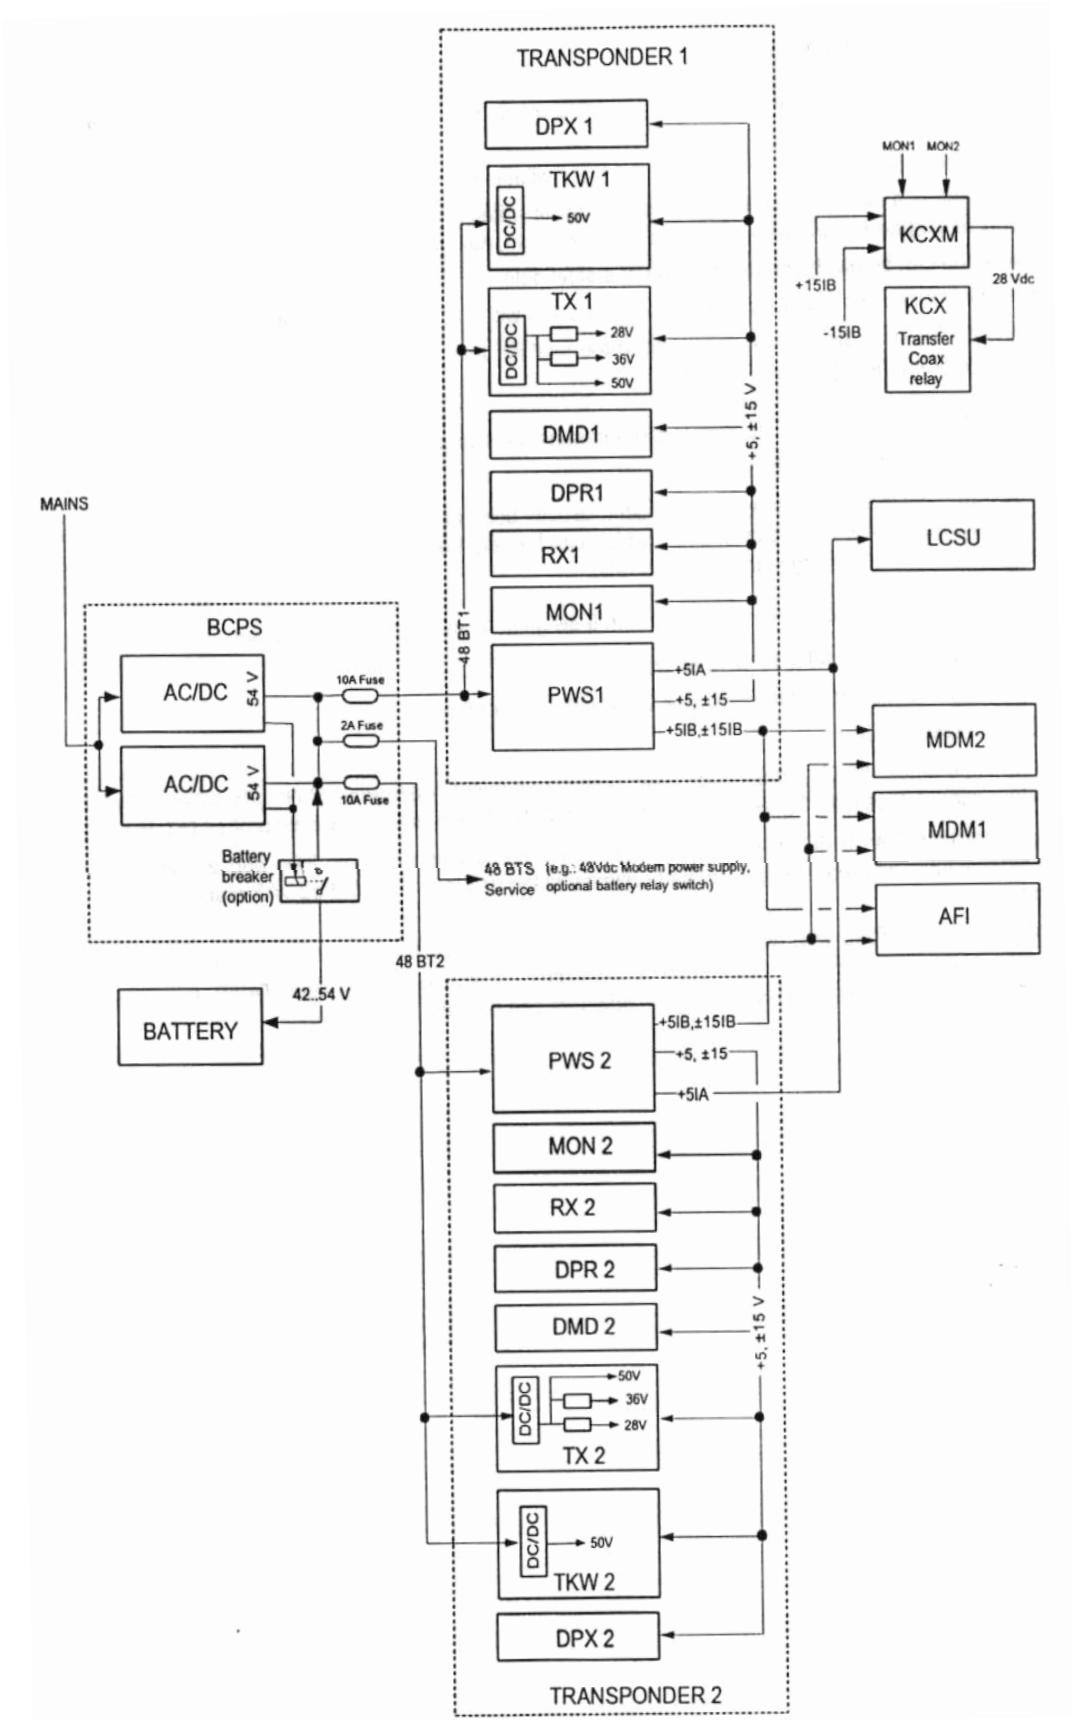 TRANSPONDER 1
DPX 1
TKW 1
DC/DC
50V
TX 1
DC/DC
28V
36V
50V
DMD1
DPR1
RX1
MON1
PWS1
+5IA
+5, ±15
+5IB,±15IB
+5, ±15 V
48 BT1
MON1
MON2
KCXM
+15IB
-15IB
28 Vdc
KCX
Transfer
Coax
relay
LCSU
MDM2
MDM1
AFI
MAINS
BCPS
AC/DC
54 V
AC/DC
54 V
10A Fuse
2A Fuse
10A Fuse
Battery
breaker
(option)
48 BTS (e.g.: 48Vdc Modem power supply,
Service optional battery relay switch)
48 BT2
42..54 V
BATTERY
PWS 2
+5IB,±15IB
+5, ±15
+5IA
MON 2
RX 2
DPR 2
DMD 2
+5, ±15 V
DC/DC
50V
36V
28V
TX 2
DC/DC
50V
TKW 2
DPX 2
TRANSPONDER 2